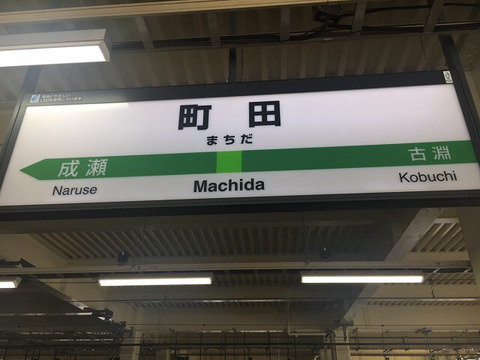 町田
まちだ
成瀬
古淵
Naruse
Machida
Kobuchi